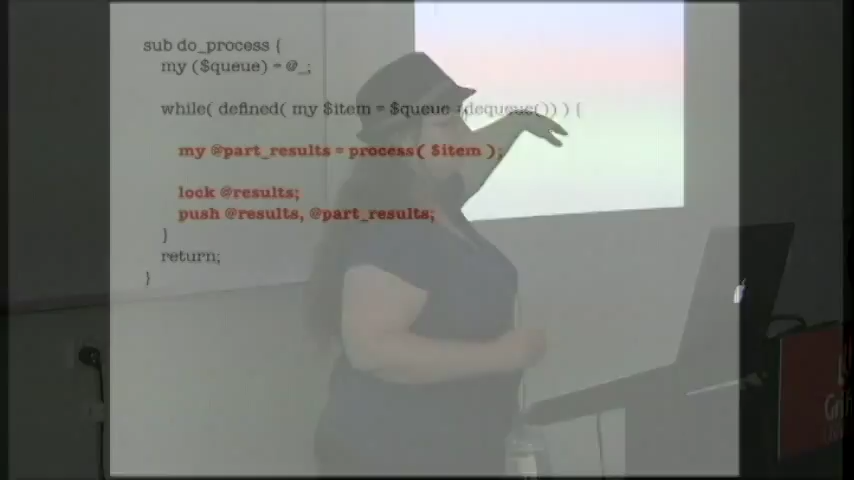 sub do_process {
my ($queue) = @_;
while( defined( my $item = $queue->dequeue()) ) {
my @part_results = process( $item );
lock @results;
push @results, @part_results;
}
return;
}